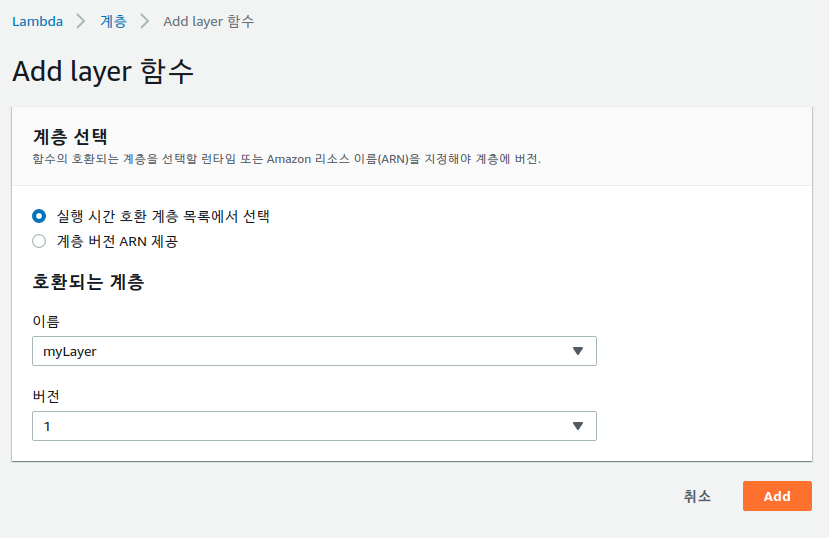 Lambda > 계층 > Add layer 함수
Add layer 함수
계층 선택
함수의 호환되는 계층을 선택할 런타임 또는 Amazon 리소스 이름(ARN)을 지정해야 계층에 버전.
실행 시간 호환 계층 목록에서 선택
계층 버전 ARN 제공
호환되는 계층
이름
myLayer
버전
1
취소 Add